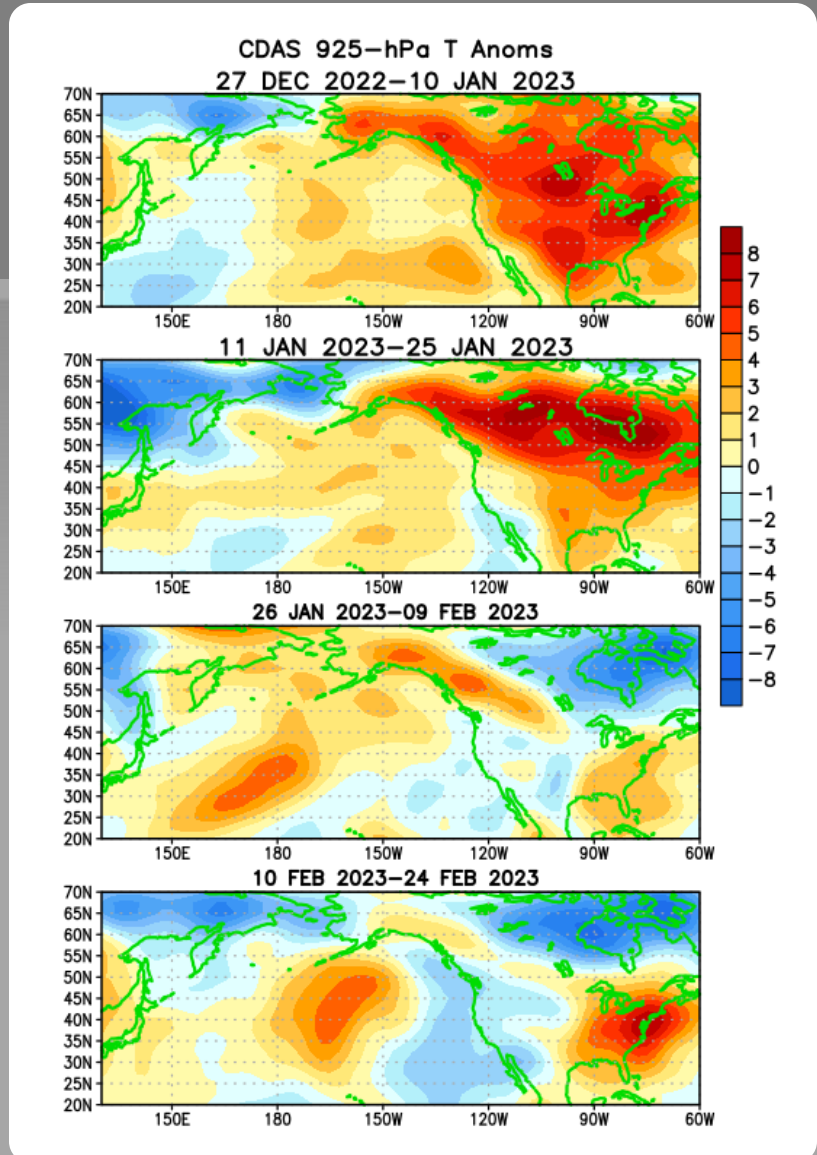 CDAS 925-hPa T Anoms
27 DEC 2022-10 JAN 2023
70N
65N
60N
55N
50N
45N
40N
35N
30N
25N
20N
150E 180 150W 120W 90W 60W
11 JAN 2023-25 JAN 2023
70N
65N
60N
55N
50N
45N
40N
35N
30N
25N
20N
150E 180 150W 120W 90W 60W
26 JAN 2023-09 FEB 2023
70N
65N
60N
55N
50N
45N
40N
35N
30N
25N
20N
150E 180 150W 120W 90W 60W
10 FEB 2023-24 FEB 2023
70N
65N
60N
55N
50N
45N
40N
35N
30N
25N
20N
150E 180 150W 120W 90W 60W
8
7
6
5
4
3
2
1
0
-1
-2
-3
-4
-5
-6
-7
-8